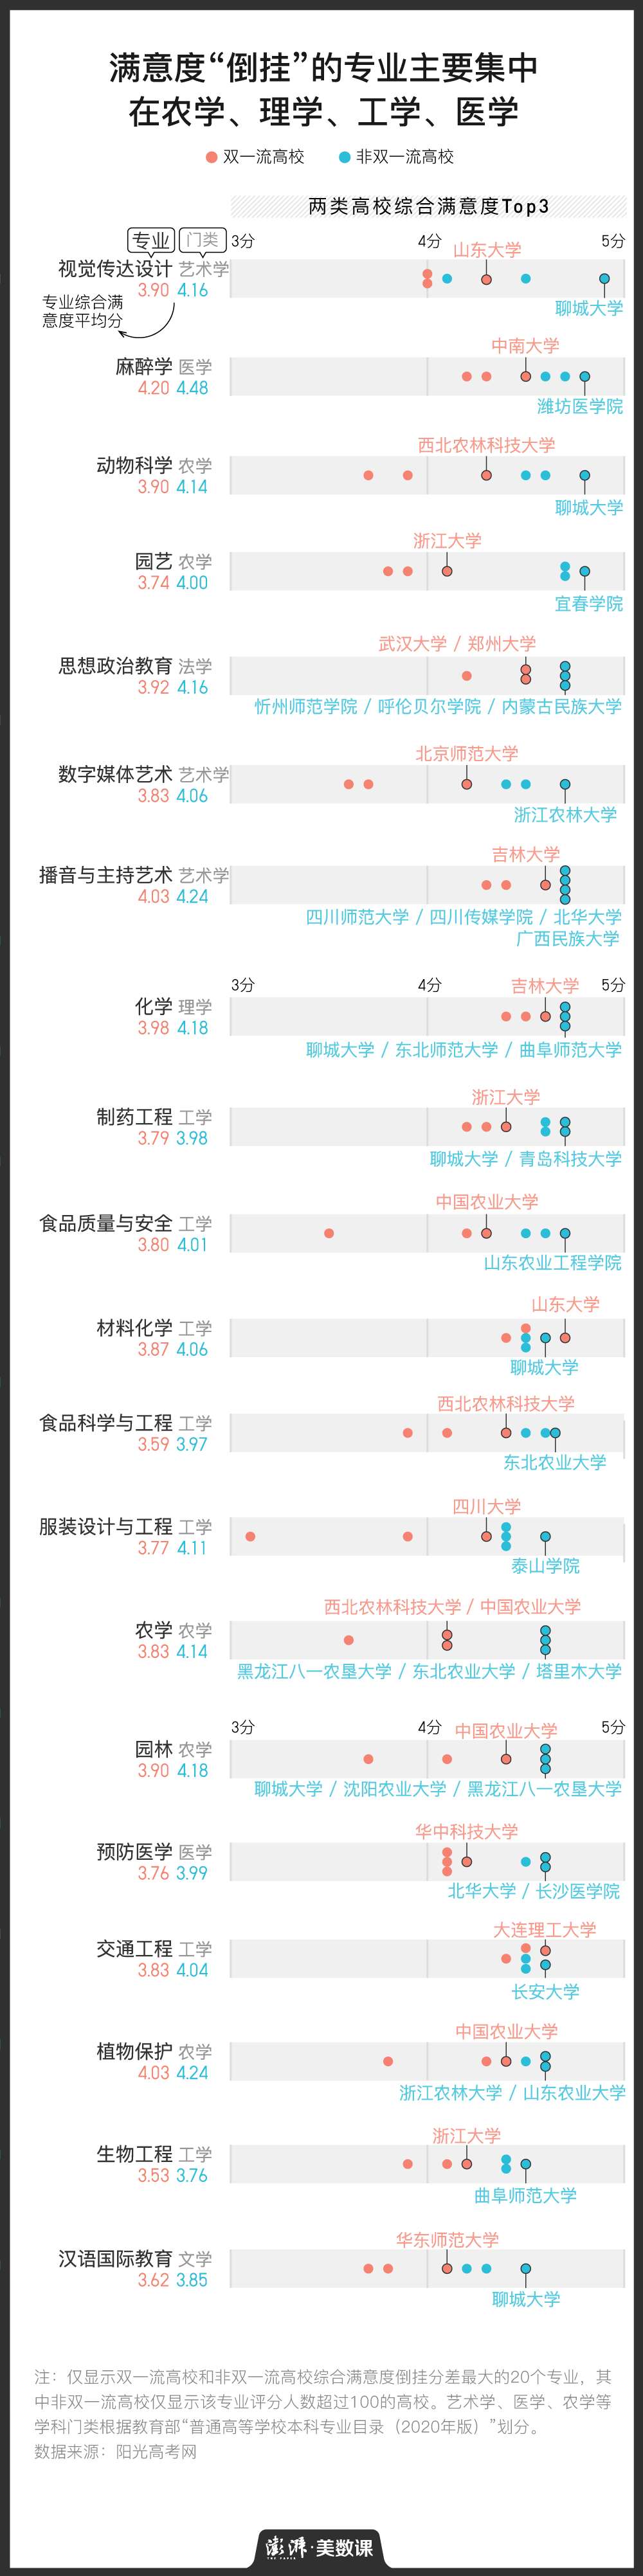 满意度“倒挂”的专业主要集中
在农学、理学、工学、医学
双一流高校 非双一流高校
两类高校综合满意度Top3
专业 门类 3分 4分 5分
山东大学
视觉传达设计 艺术学
3.90 4.16
专业综合满
意度平均分
聊城大学
中南大学
麻醉学 医学
4.20 4.48
潍坊医学院
西北农林科技大学
动物科学 农学
3.90 4.14
聊城大学
浙江大学
园艺 农学
3.74 4.00
宜春学院
武汉大学 / 郑州大学
思想政治教育 法学
3.92 4.16
忻州师范学院 / 呼伦贝尔学院 / 内蒙古民族大学
北京师范大学
数字媒体艺术 艺术学
3.83 4.06
浙江农林大学
吉林大学
播音与主持艺术 艺术学
4.03 4.24
四川师范大学 / 四川传媒学院 / 北华大学
广西民族大学
3分 4分 5分
吉林大学
化学 理学
3.98 4.18
聊城大学 / 东北师范大学 / 曲阜师范大学
浙江大学
制药工程 工学
3.79 3.98
聊城大学 / 青岛科技大学
中国农业大学
食品质量与安全 工学
3.80 4.01
山东农业工程学院
山东大学
材料化学 工学
3.87 4.06
聊城大学
西北农林科技大学
食品科学与工程 工学
3.59 3.97
东北农业大学
四川大学
服装设计与工程 工学
3.77 4.11
泰山学院
西北农林科技大学 / 中国农业大学
农学 农学
3.83 4.14
黑龙江八一农垦大学 / 东北农业大学 / 塔里木大学
3分 4分 5分
中国农业大学
园林 农学
3.90 4.18
聊城大学 / 沈阳农业大学 / 黑龙江八一农垦大学
华中科技大学
预防医学 医学
3.76 3.99
北华大学 / 长沙医学院
大连理工大学
交通工程 工学
3.83 4.04
长安大学
中国农业大学
植物保护 农学
4.03 4.24
浙江农林大学 / 山东农业大学
浙江大学
生物工程 工学
3.53 3.76
曲阜师范大学
华东师范大学
汉语国际教育 文学
3.62 3.85
聊城大学
注：仅显示双一流高校和非双一流高校综合满意度倒挂分差最大的20个专业，其
中非双一流高校仅显示该专业评分人数超过100的高校。艺术学、医学、农学等
学科门类根据教育部“普通高等学校本科专业目录（2020年版）”划分。
数据来源：阳光高考网
澎湃·美数课
THE PAPER